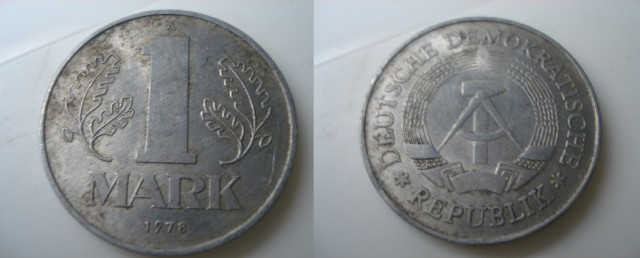 1
MARK
1978
DEUTSCHE DEMOKRATISCHE
* REPUBLIK *